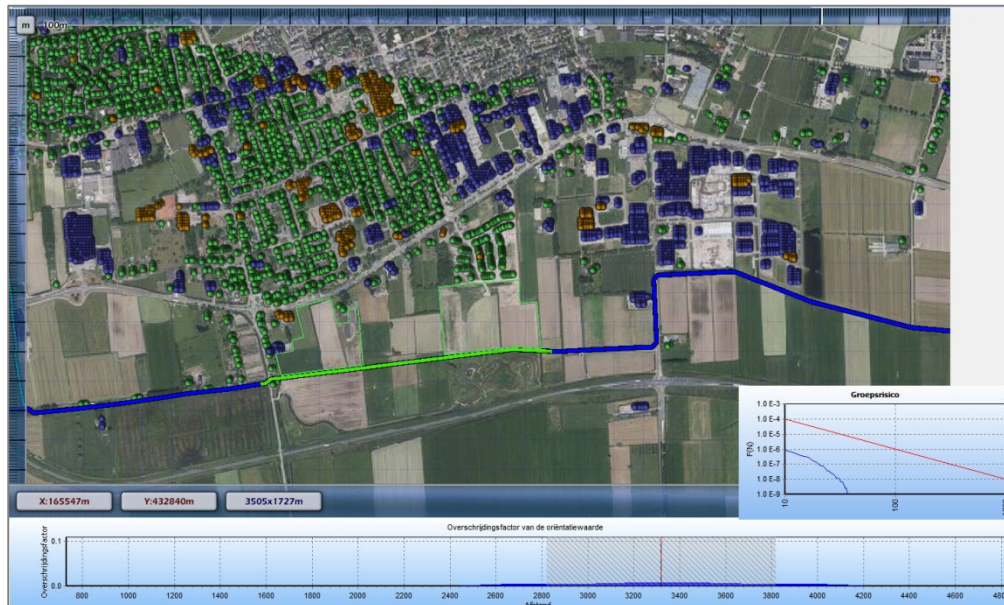 m
100m
Groepsrisico
F(N)
1.0 E-3
1.0 E-4
1.0 E-5
1.0 E-6
1.0 E-7
1.0 E-8
1.0 E-9
10
100
X:165547m
Y:432840m
3505x1727m
Overschrijdingsfactor van de oriëntatiewaarde
Overschrijdingsfactor
0.1
0.0
800
1000
1200
1400
1600
1800
2000
2200
2400
2600
2800
3000
3200
3400
3600
3800
4000
4200
4400
4600
Afstand